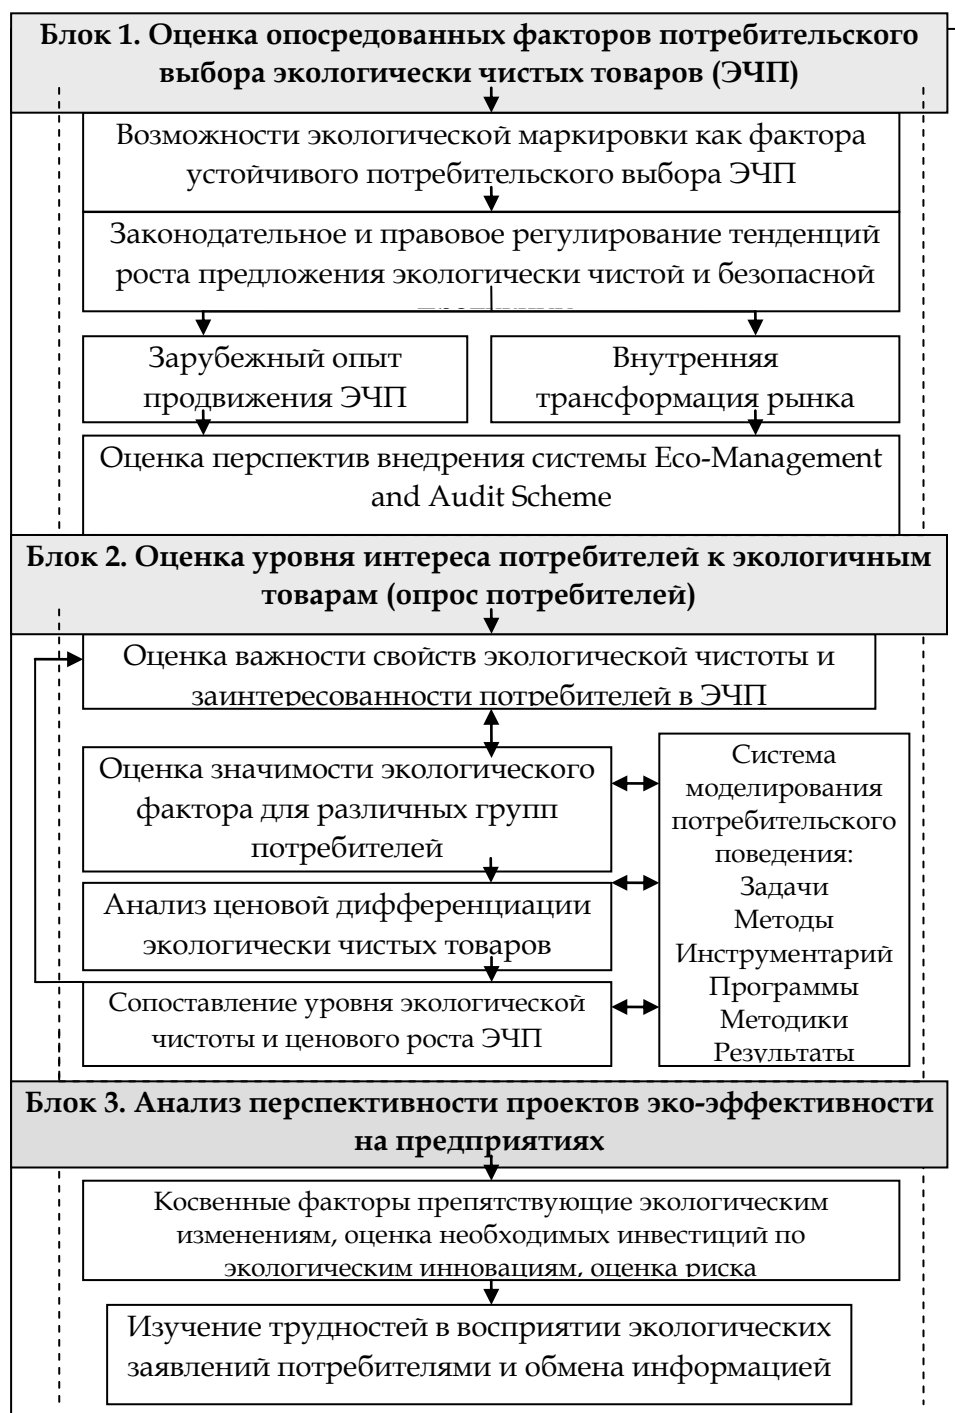 Блок 1. Оценка опосредованных факторов потребительского
выбора экологически чистых товаров (ЭЧП)
Возможности экологической маркировки как фактора
устойчивого потребительского выбора ЭЧП
Законодательное и правовое регулирование тенденций
роста предложения экологически чистой и безопасной
Зарубежный опыт
продвижения ЭЧП
Внутренняя
трансформация рынка
Оценка перспектив внедрения системы Eco-Management
and Audit Scheme
Блок 2. Оценка уровня интереса потребителей к экологичным
товарам (опрос потребителей)
Оценка важности свойств экологической чистоты и
заинтересованности потребителей в ЭЧП
Оценка значимости экологического
фактора для различных групп
потребителей
Анализ ценовой дифференциации
экологически чистых товаров
Сопоставление уровня экологической
чистоты и ценового роста ЭЧП
Система
моделирования
потребительского
поведения:
Задачи
Методы
Инструментарий
Программы
Методики
Результаты
Блок 3. Анализ перспективности проектов эко-эффективности
на предприятиях
Косвенные факторы препятствующие экологическим
изменениям, оценка необходимых инвестиций по
экологическим инновациям, оценка риска
Изучение трудностей в восприятии экологических
заявлений потребителями и обмена информацией